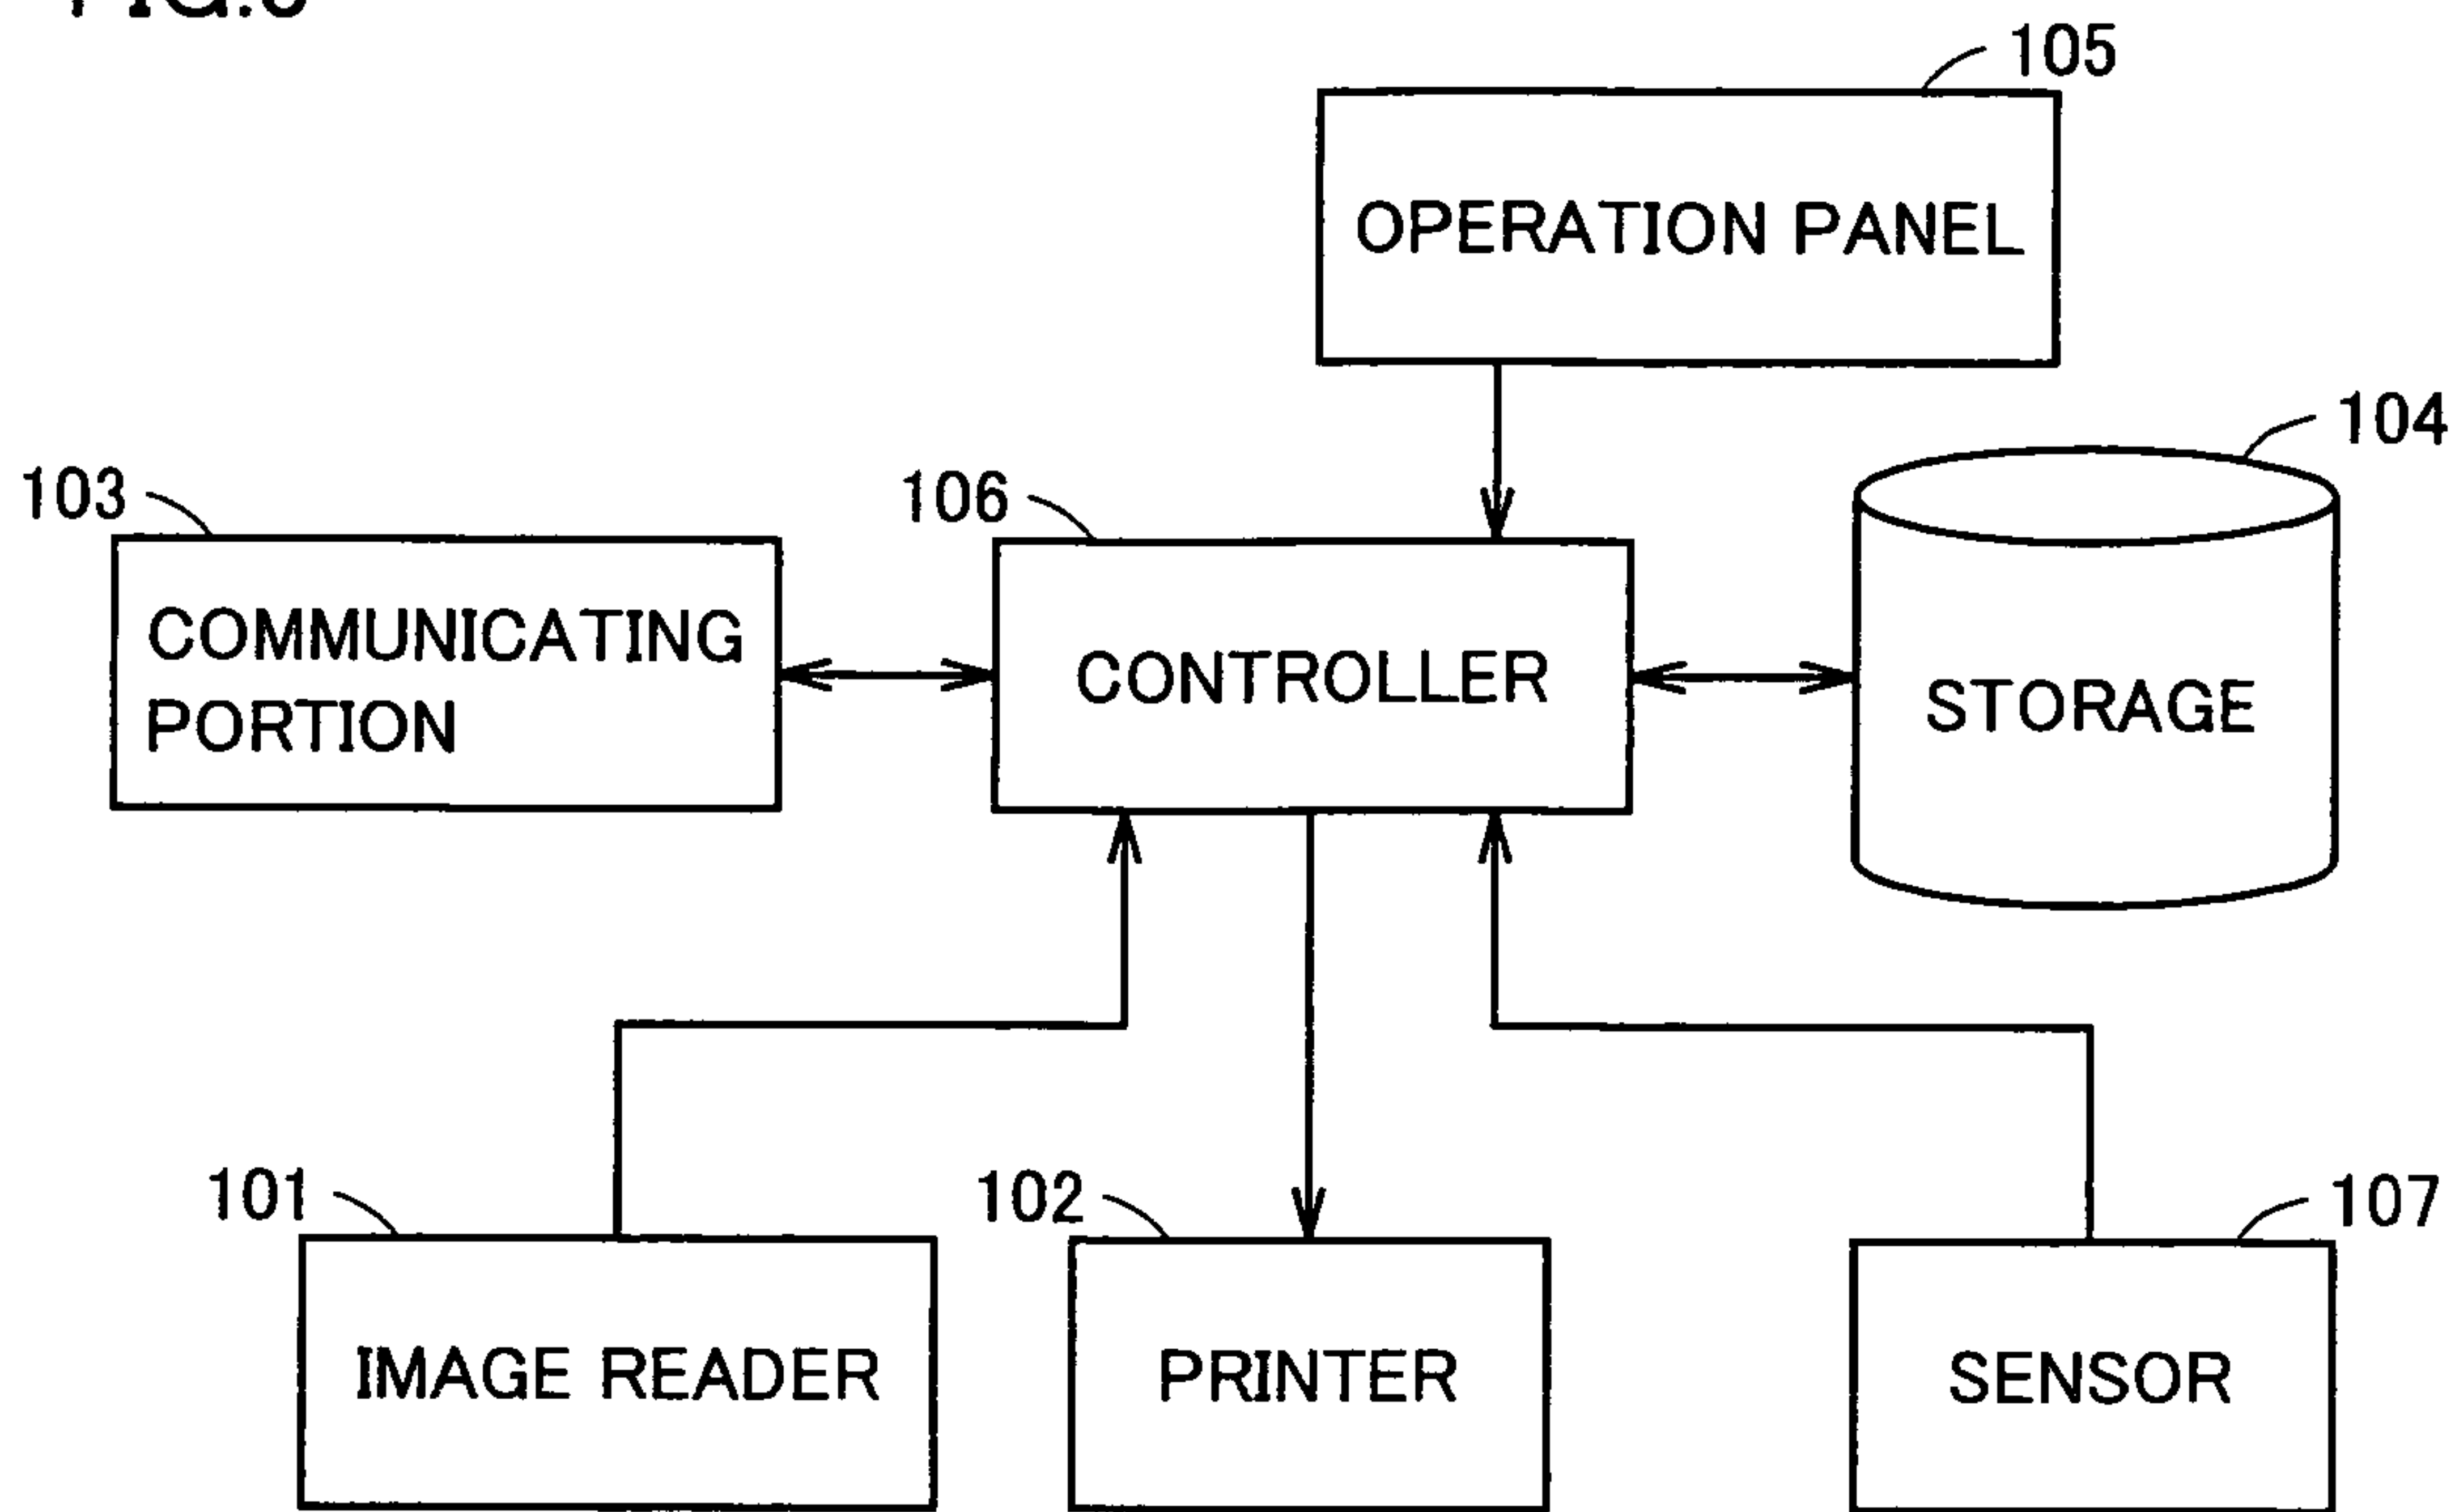 105
OPERATION PANEL
104
103
106
COMMUNICATING
PORTION
CONTROLLER
STORAGE
101
102
107
IMAGE READER
PRINTER
SENSOR